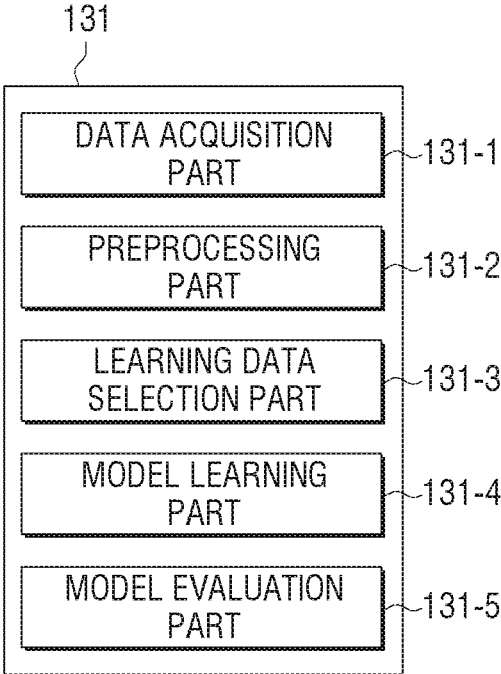 131
DATA ACQUISITION
PART
131-1
PREPROCESSING
PART
131-2
LEARNING DATA
SELECTION PART
131-3
MODEL LEARNING
PART
131-4
MODEL EVALUATION
PART
131-5